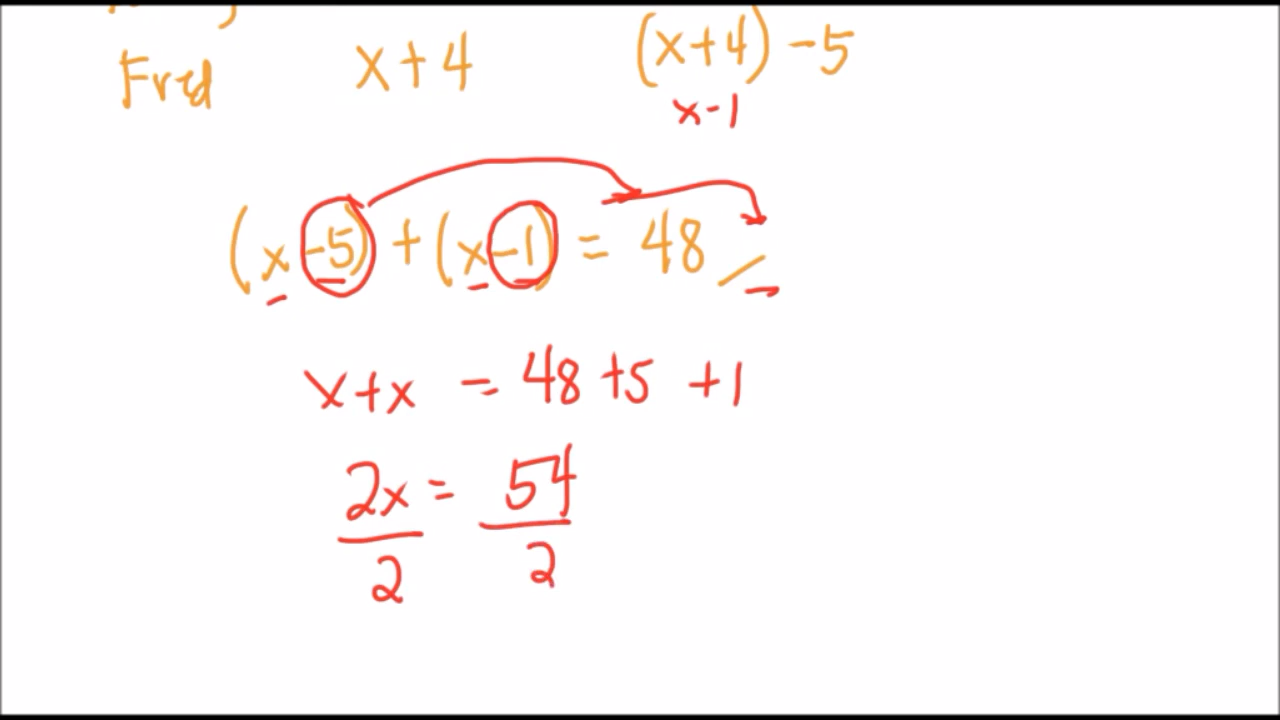 Fred x+4 (x+4)-5
x-1
(x-5)+(x-1)=48
x+x =48+5 +1
2x= 54
2 2